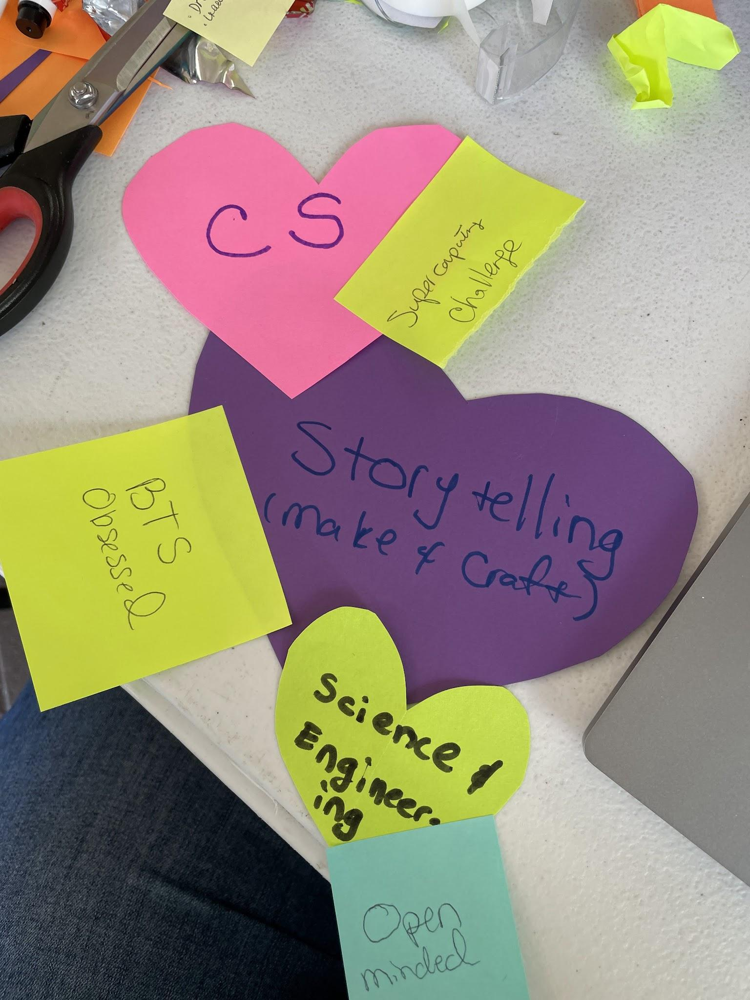 CS
Supercomputing
Challenge
Storytelling
(make & Craft)
BTS
Obsessed
Science &
Engineer.
ing
Open
minded